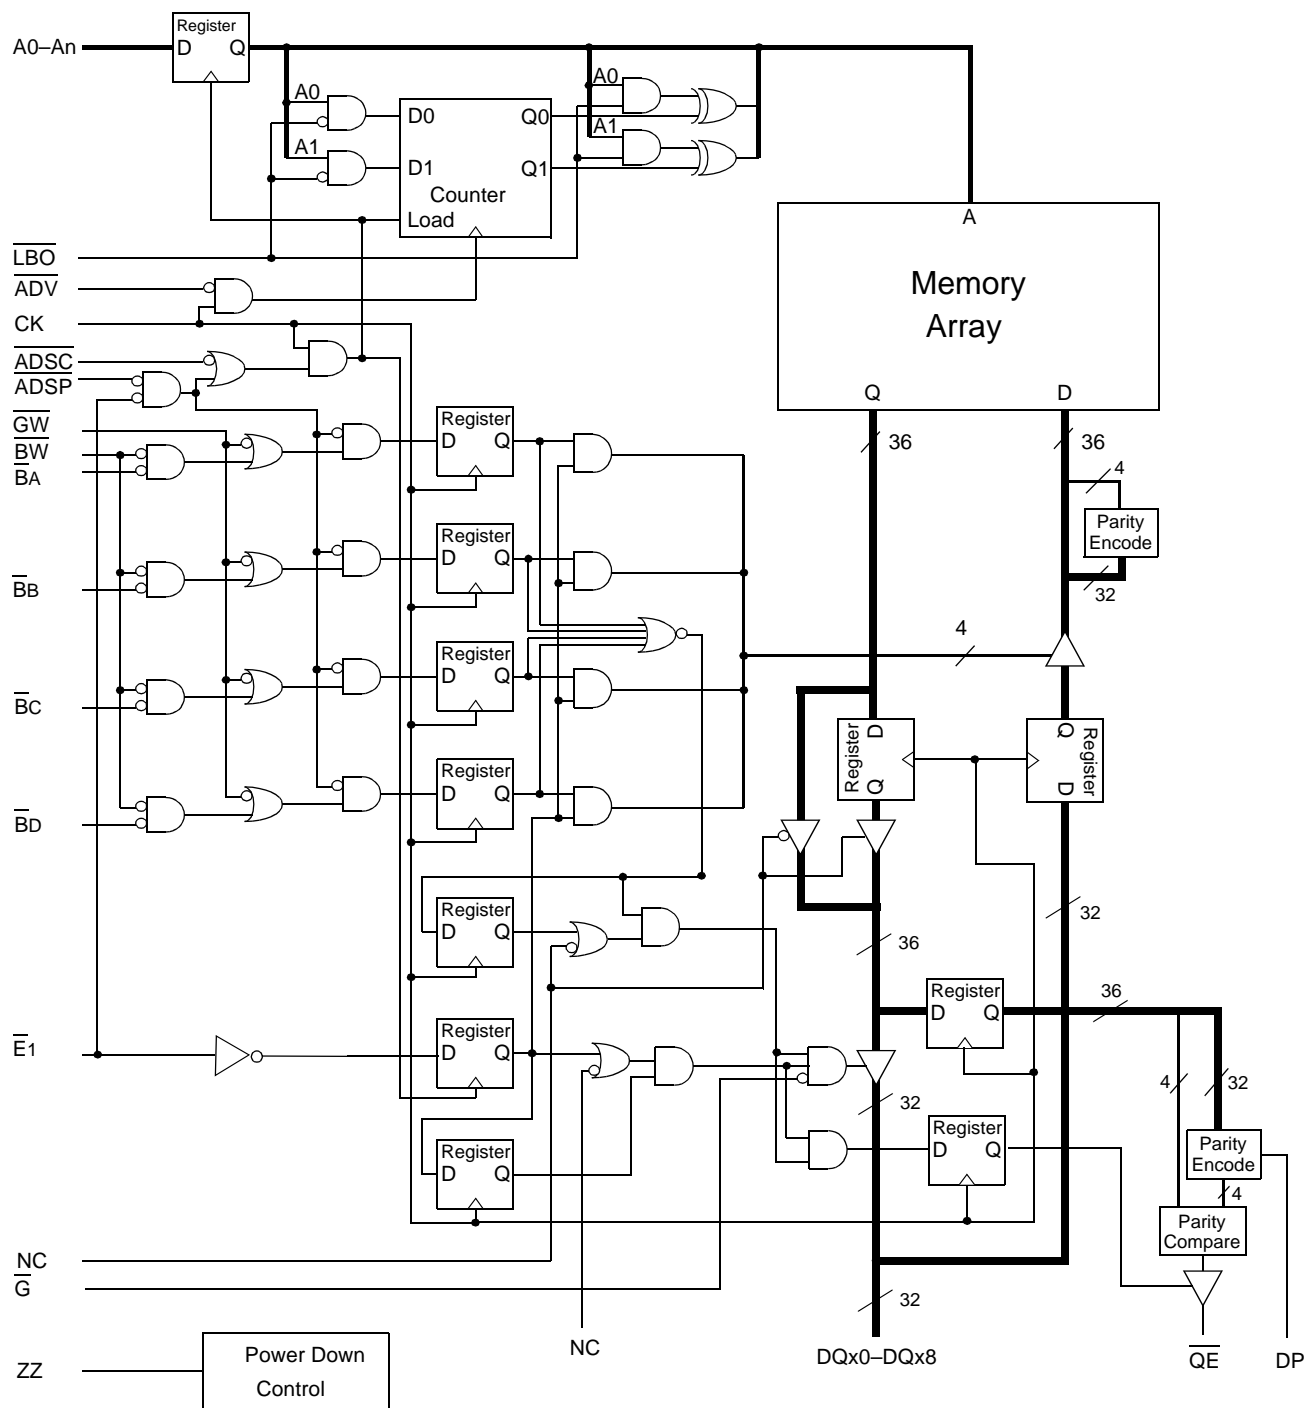 Register
A0–An
D Q
A0
A0
D0 Q0
A1
A1
D1 Q1
Counter
Load
A
LBO
ADV
CK
Memory
Array
ADSC
ADSP
Q D
GW
BW
BA
Register
D Q
36
36
4
Parity
Encode
32
Register
D Q
BB
4
Register
D Q
BC
Register
D
Q
Q
D
Register
Register
D Q
BD
32
Register
D Q
36
Register
D Q
36
Register
D Q
E1
4
32
32
Register
D Q
Register
D Q
Parity
Encode
4
Parity
Compare
NC
G
32
NC
DQx0–DQx8
QE
DP
ZZ
Power Down
Control